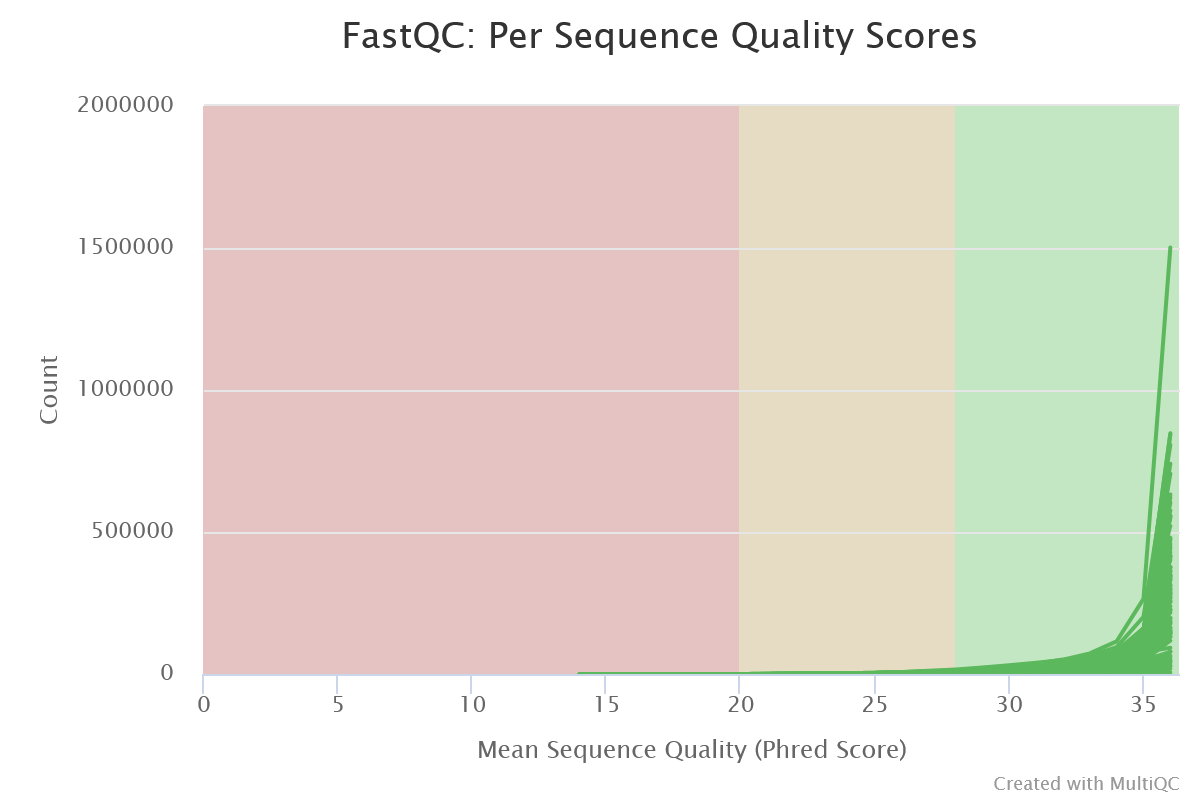 FastQC: Per Sequence Quality Scores
2000000
1500000
1000000
500000
0
Count
0 5 10 15 20 25 30 35
Mean Sequence Quality (Phred Score)
Created with MultiQC